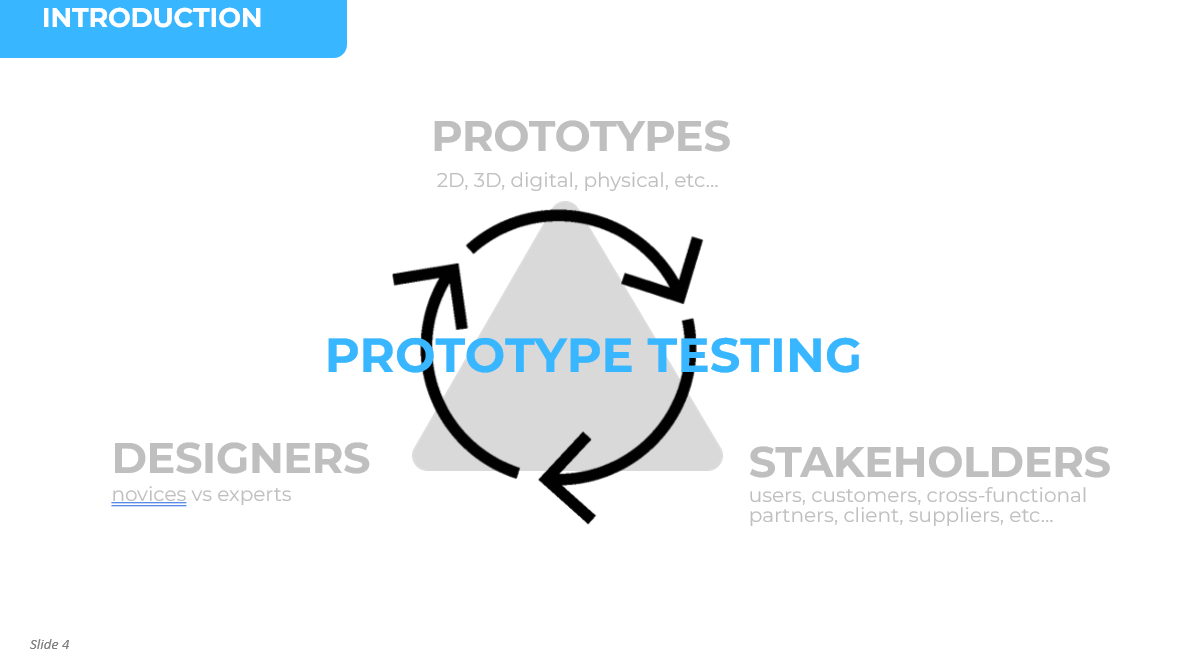 INTRODUCTION
PROTOTYPES
2D, 3D, digital, physical, etc...
PROTOTYPE TESTING
DESIGNERS
novices vs experts
STAKEHOLDERS
users, customers, cross-functional
partners, client, suppliers, etc...
Slide 4